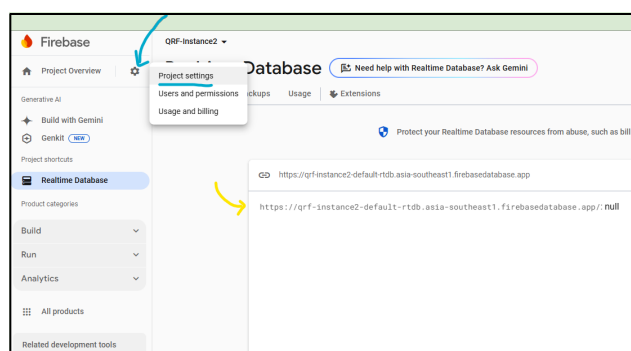 Firebase
QRF-Instance2
Project Overview
Project settings
Users and permissions
Usage and billing
Database
Need help with Realtime Database? Ask Gemini
ckups Usage Extensions
Generative AI
Build with Gemini
Genkit NEW
Project shortcuts
Realtime Database
Product categories
Build
Run
Analytics
All products
Related development tools
Protect your Realtime Database resources from abuse, such as bill
https://qrf-instance2-default-rtdb.asia-southeast1.firebasedatabase.app
https://qrf-instance2-default-rtdb.asia-southeast1.firebasedatabase.app/: null